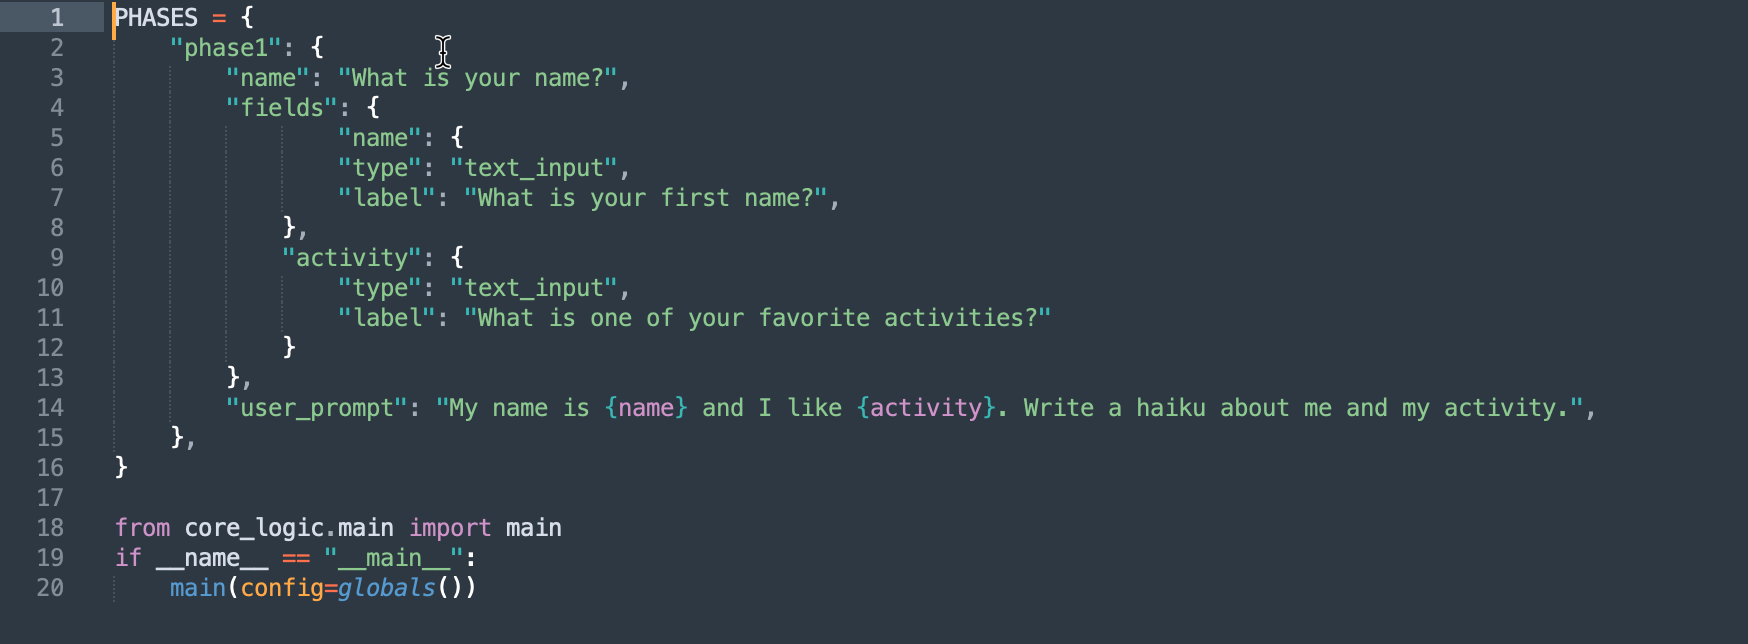 1 PHASES = {
2     "phase1": {
3         "name": "What is your name?",
4         "fields": {
5                 "name": {
6                 "type": "text_input",
7                 "label": "What is your first name?",
8             },
9             "activity": {
10                 "type": "text_input",
11                 "label": "What is one of your favorite activities?"
12             }
13         },
14         "user_prompt": "My name is {name} and I like {activity}. Write a haiku about me and my activity.",
15     },
16 }
17
18 from core_logic.main import main
19 if __name__ == "__main__":
20     main(config=globals())